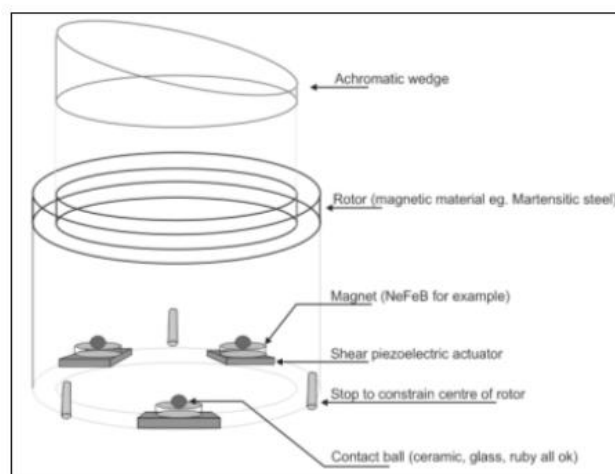 Achromatic wedge
Rotor (magnetic material eg. Martensitic steel)
Magnet (NeFeB for example)
Shear piezoelectric actuator
Stop to constrain centre of rotor
Contact ball (ceramic, glass, ruby all ok)